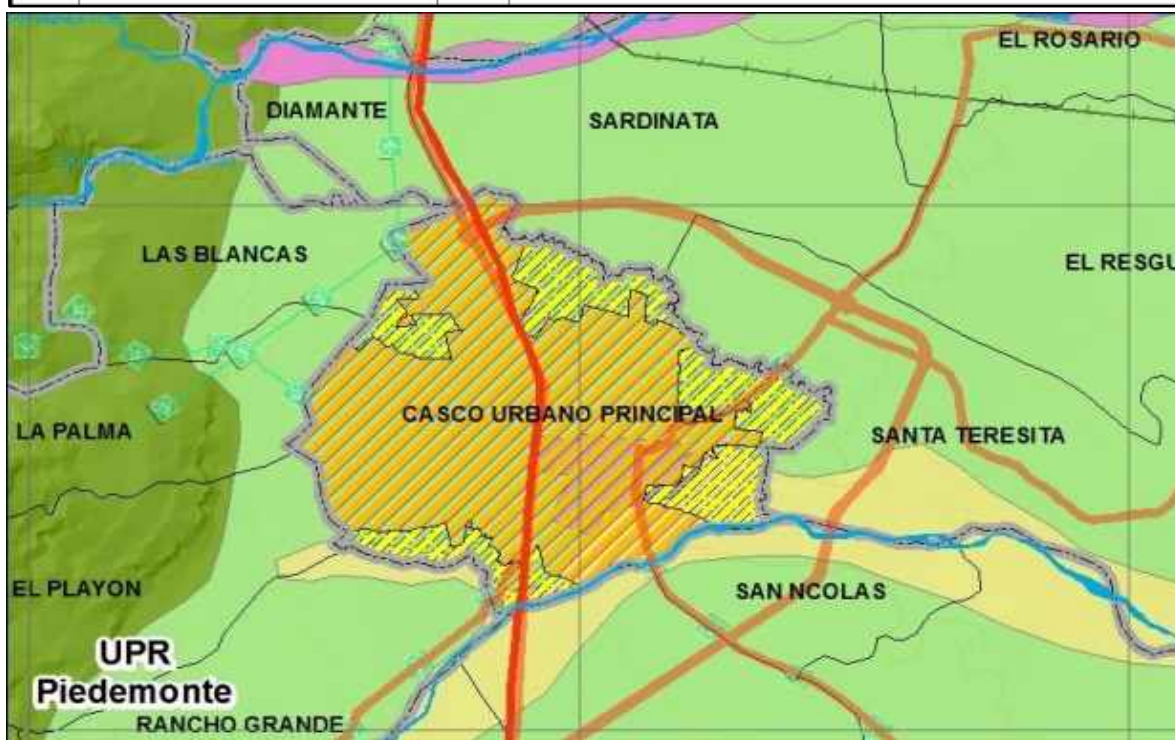 EL ROSARIO
DIAMANTE
SARDINATA
LAS BLANCAS
EL RESGU
CASCO URBANO PRINCIPAL
LA PALMA
SANTA TERESITA
EL PLAYON
SAN NCOLAS
UPR
Piedemonte
RANCHO GRANDE